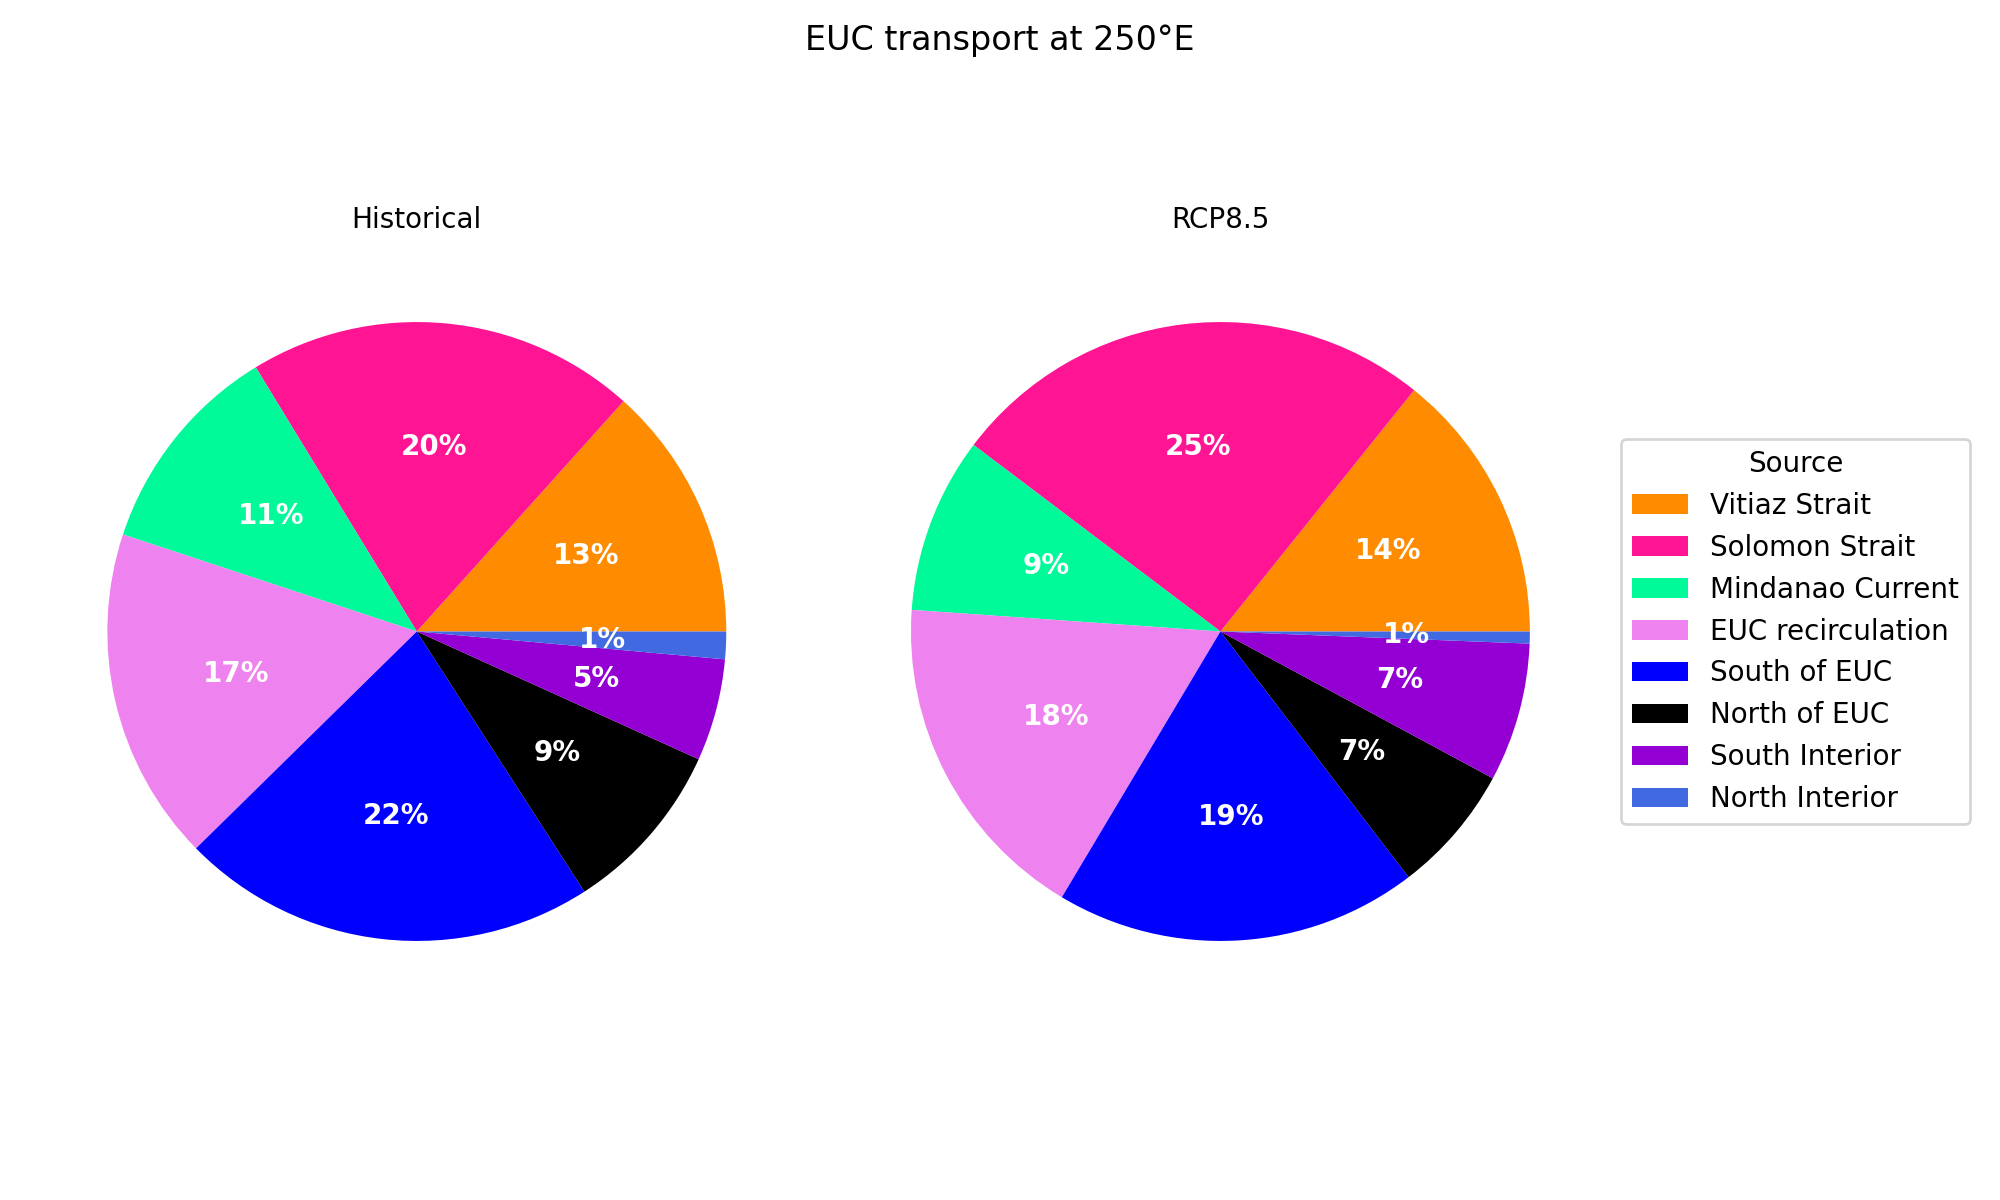 EUC transport at 250°E
Historical
20%
13%
11%
1%
17%
5%
9%
22%
RCP8.5
25%
14%
9%
1%
7%
18%
7%
19%
Source
Vitiaz Strait
Solomon Strait
Mindanao Current
EUC recirculation
South of EUC
North of EUC
South Interior
North Interior